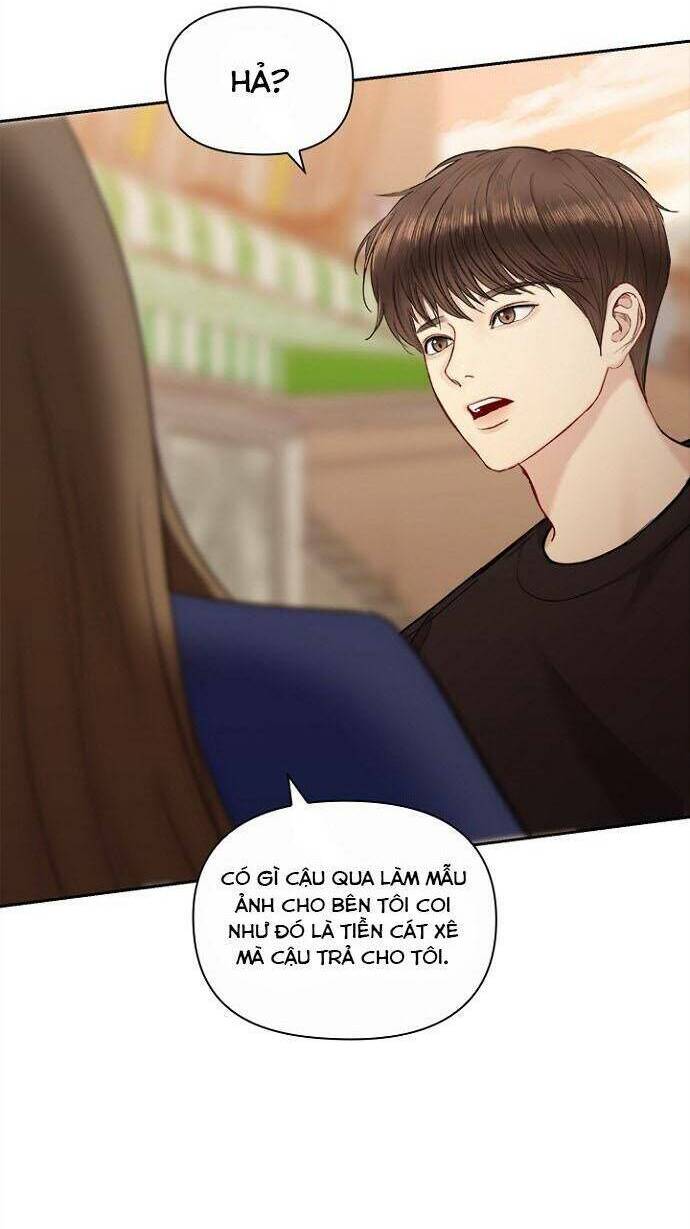 HẢ?
CÓ GÌ CẬU QUA LÀM MẪU
ẢNH CHO BÊN TÔI COI
NHƯ ĐÓ LÀ TIỀN CÁT XÊ
MÀ CẬU TRẢ CHO TÔI.